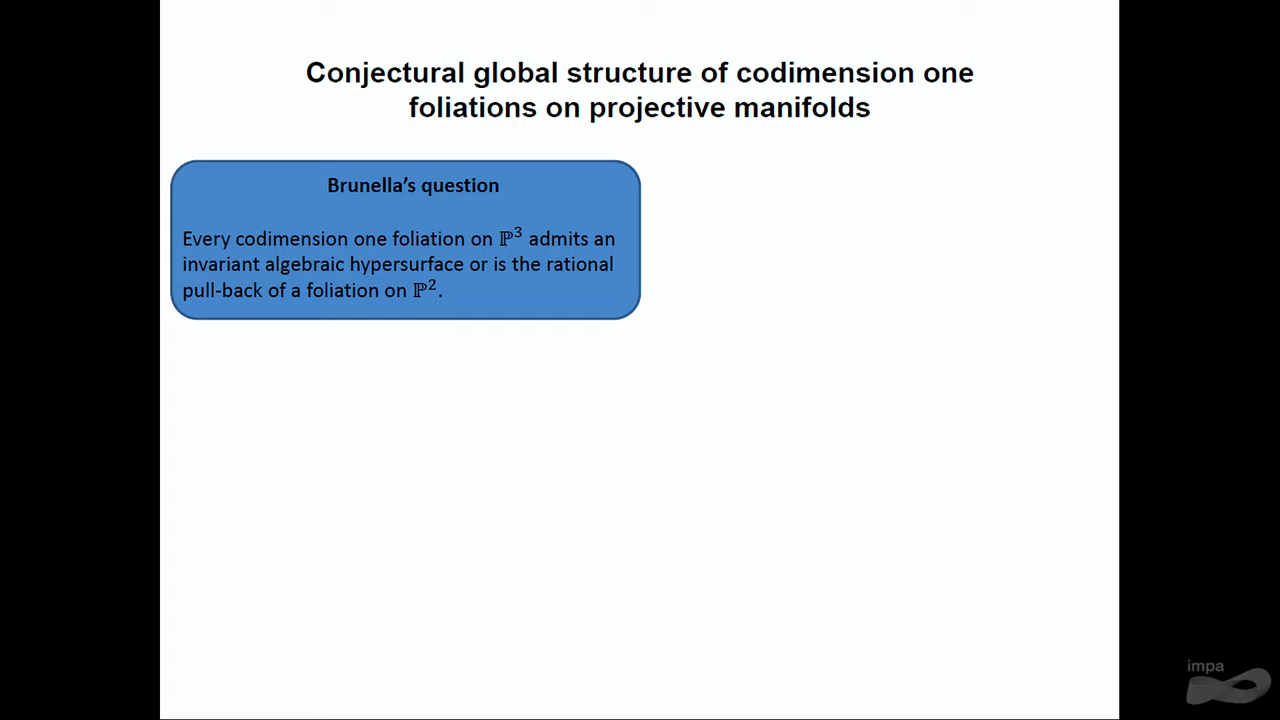 Conjectural global structure of codimension one
foliations on projective manifolds
Brunella's question
Every codimension one foliation on ℙ³ admits an
invariant algebraic hypersurface or is the rational
pull-back of a foliation on ℙ².
impa